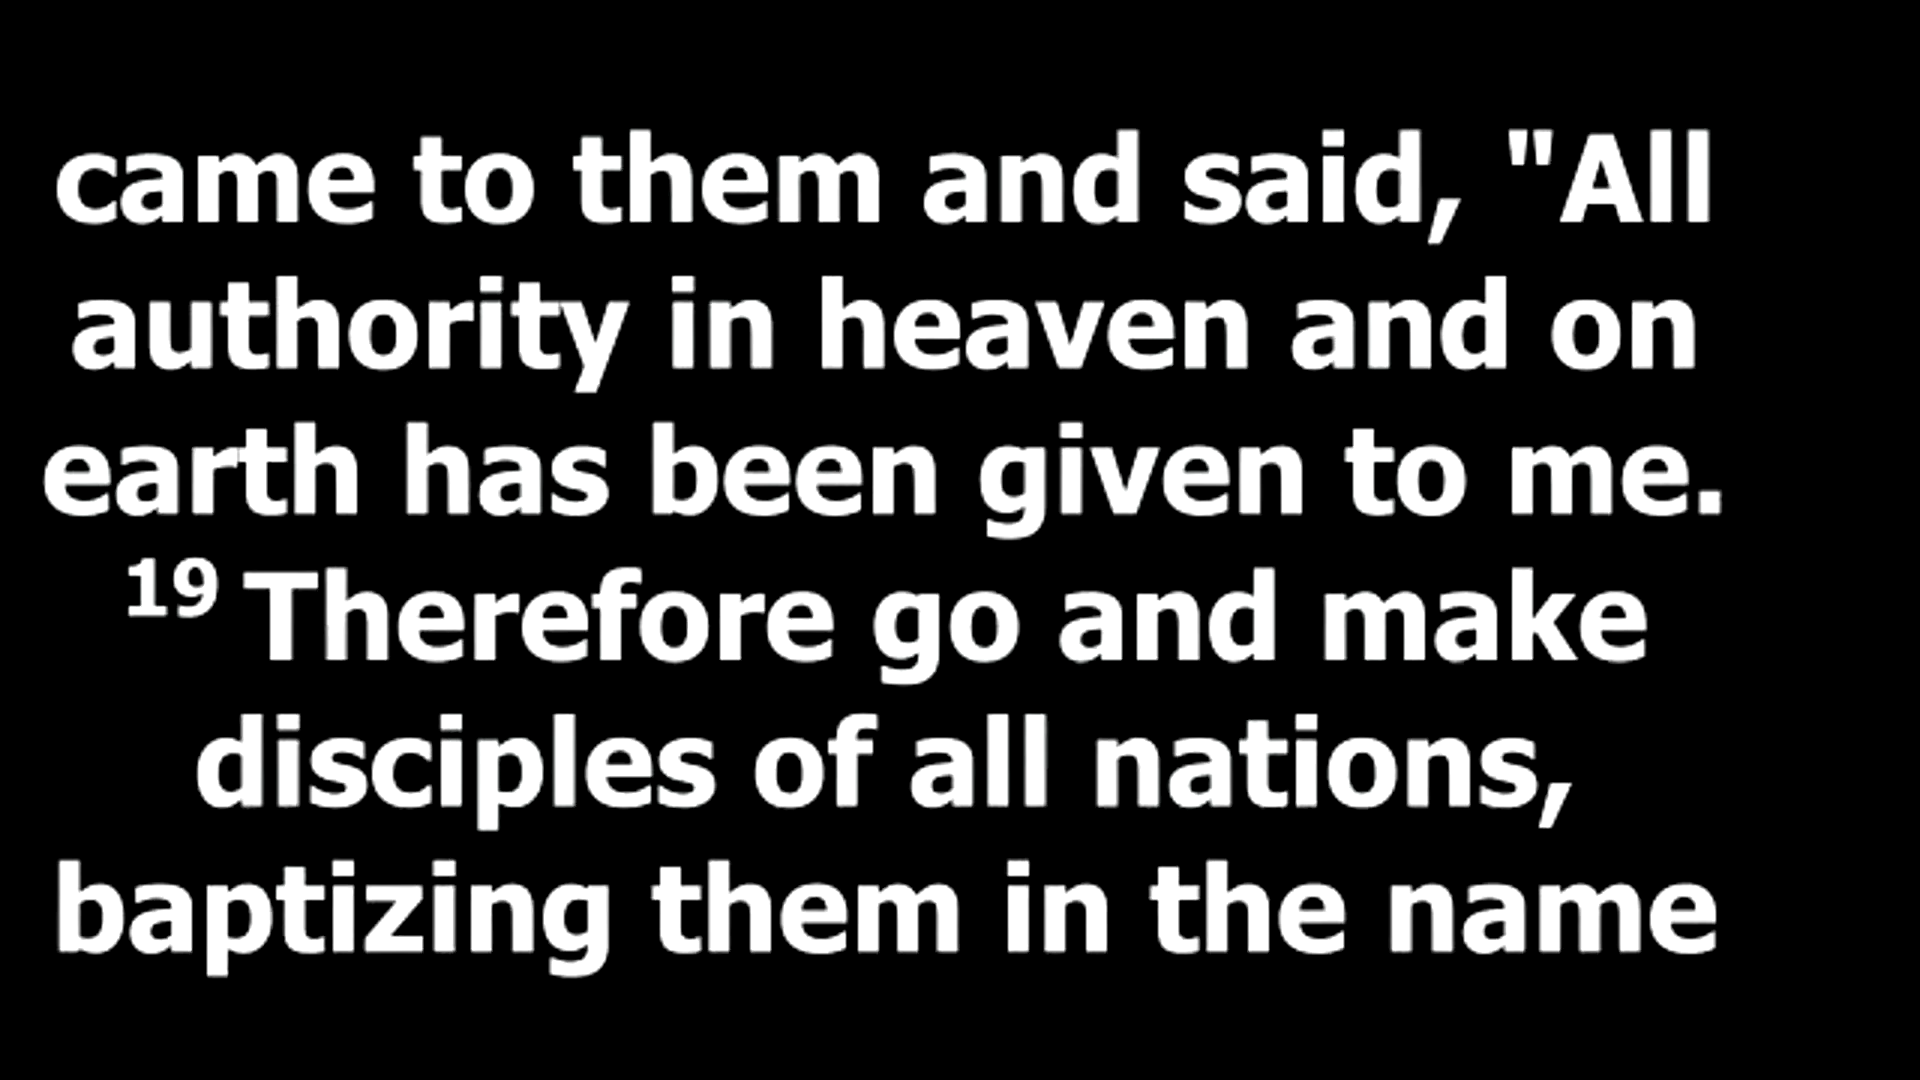 came to them and said, "All
authority in heaven and on
earth has been given to me.
19 Therefore go and make
disciples of all nations,
baptizing them in the name